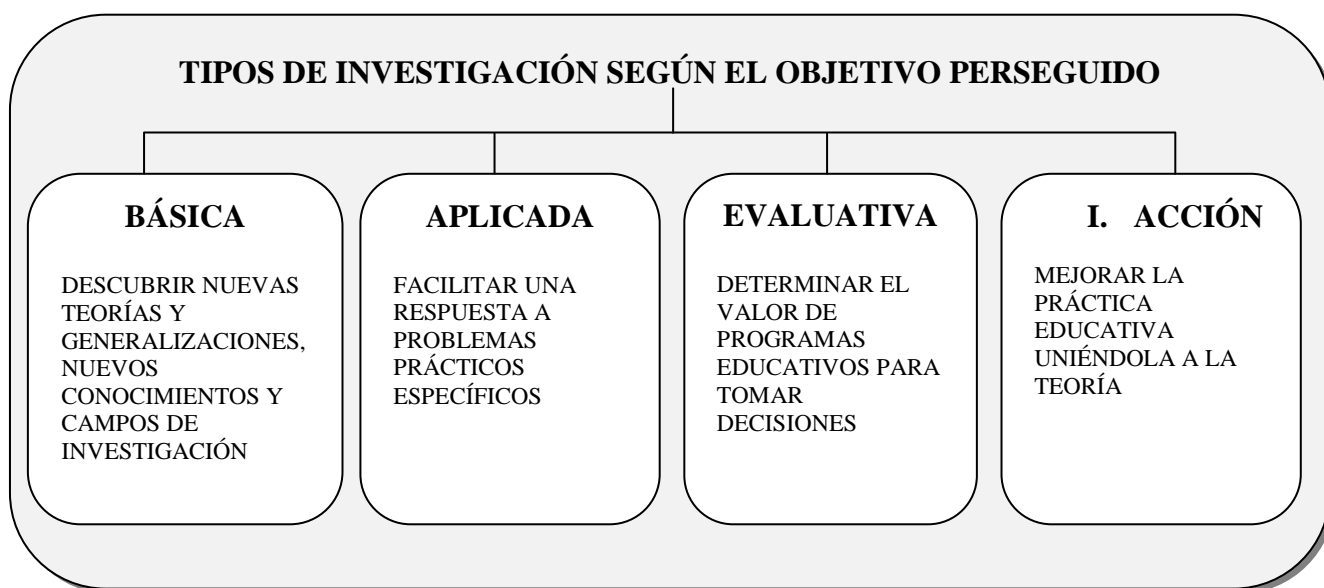 TIPOS DE INVESTIGACIÓN SEGÚN EL OBJETIVO PERSEGUIDO
BÁSICA
DESCUBRIR NUEVAS
TEORÍAS Y
GENERALIZACIONES,
NUEVOS
CONOCIMIENTOS Y
CAMPOS DE
INVESTIGACIÓN
APLICADA
FACILITAR UNA
RESPUESTA A
PROBLEMAS
PRÁCTICOS
ESPECÍFICOS
EVALUATIVA
DETERMINAR EL
VALOR DE
PROGRAMAS
EDUCATIVOS PARA
TOMAR
DECISIONES
I. ACCIÓN
MEJORAR LA
PRÁCTICA
EDUCATIVA
UNIÉNDOLA A LA
TEORÍA